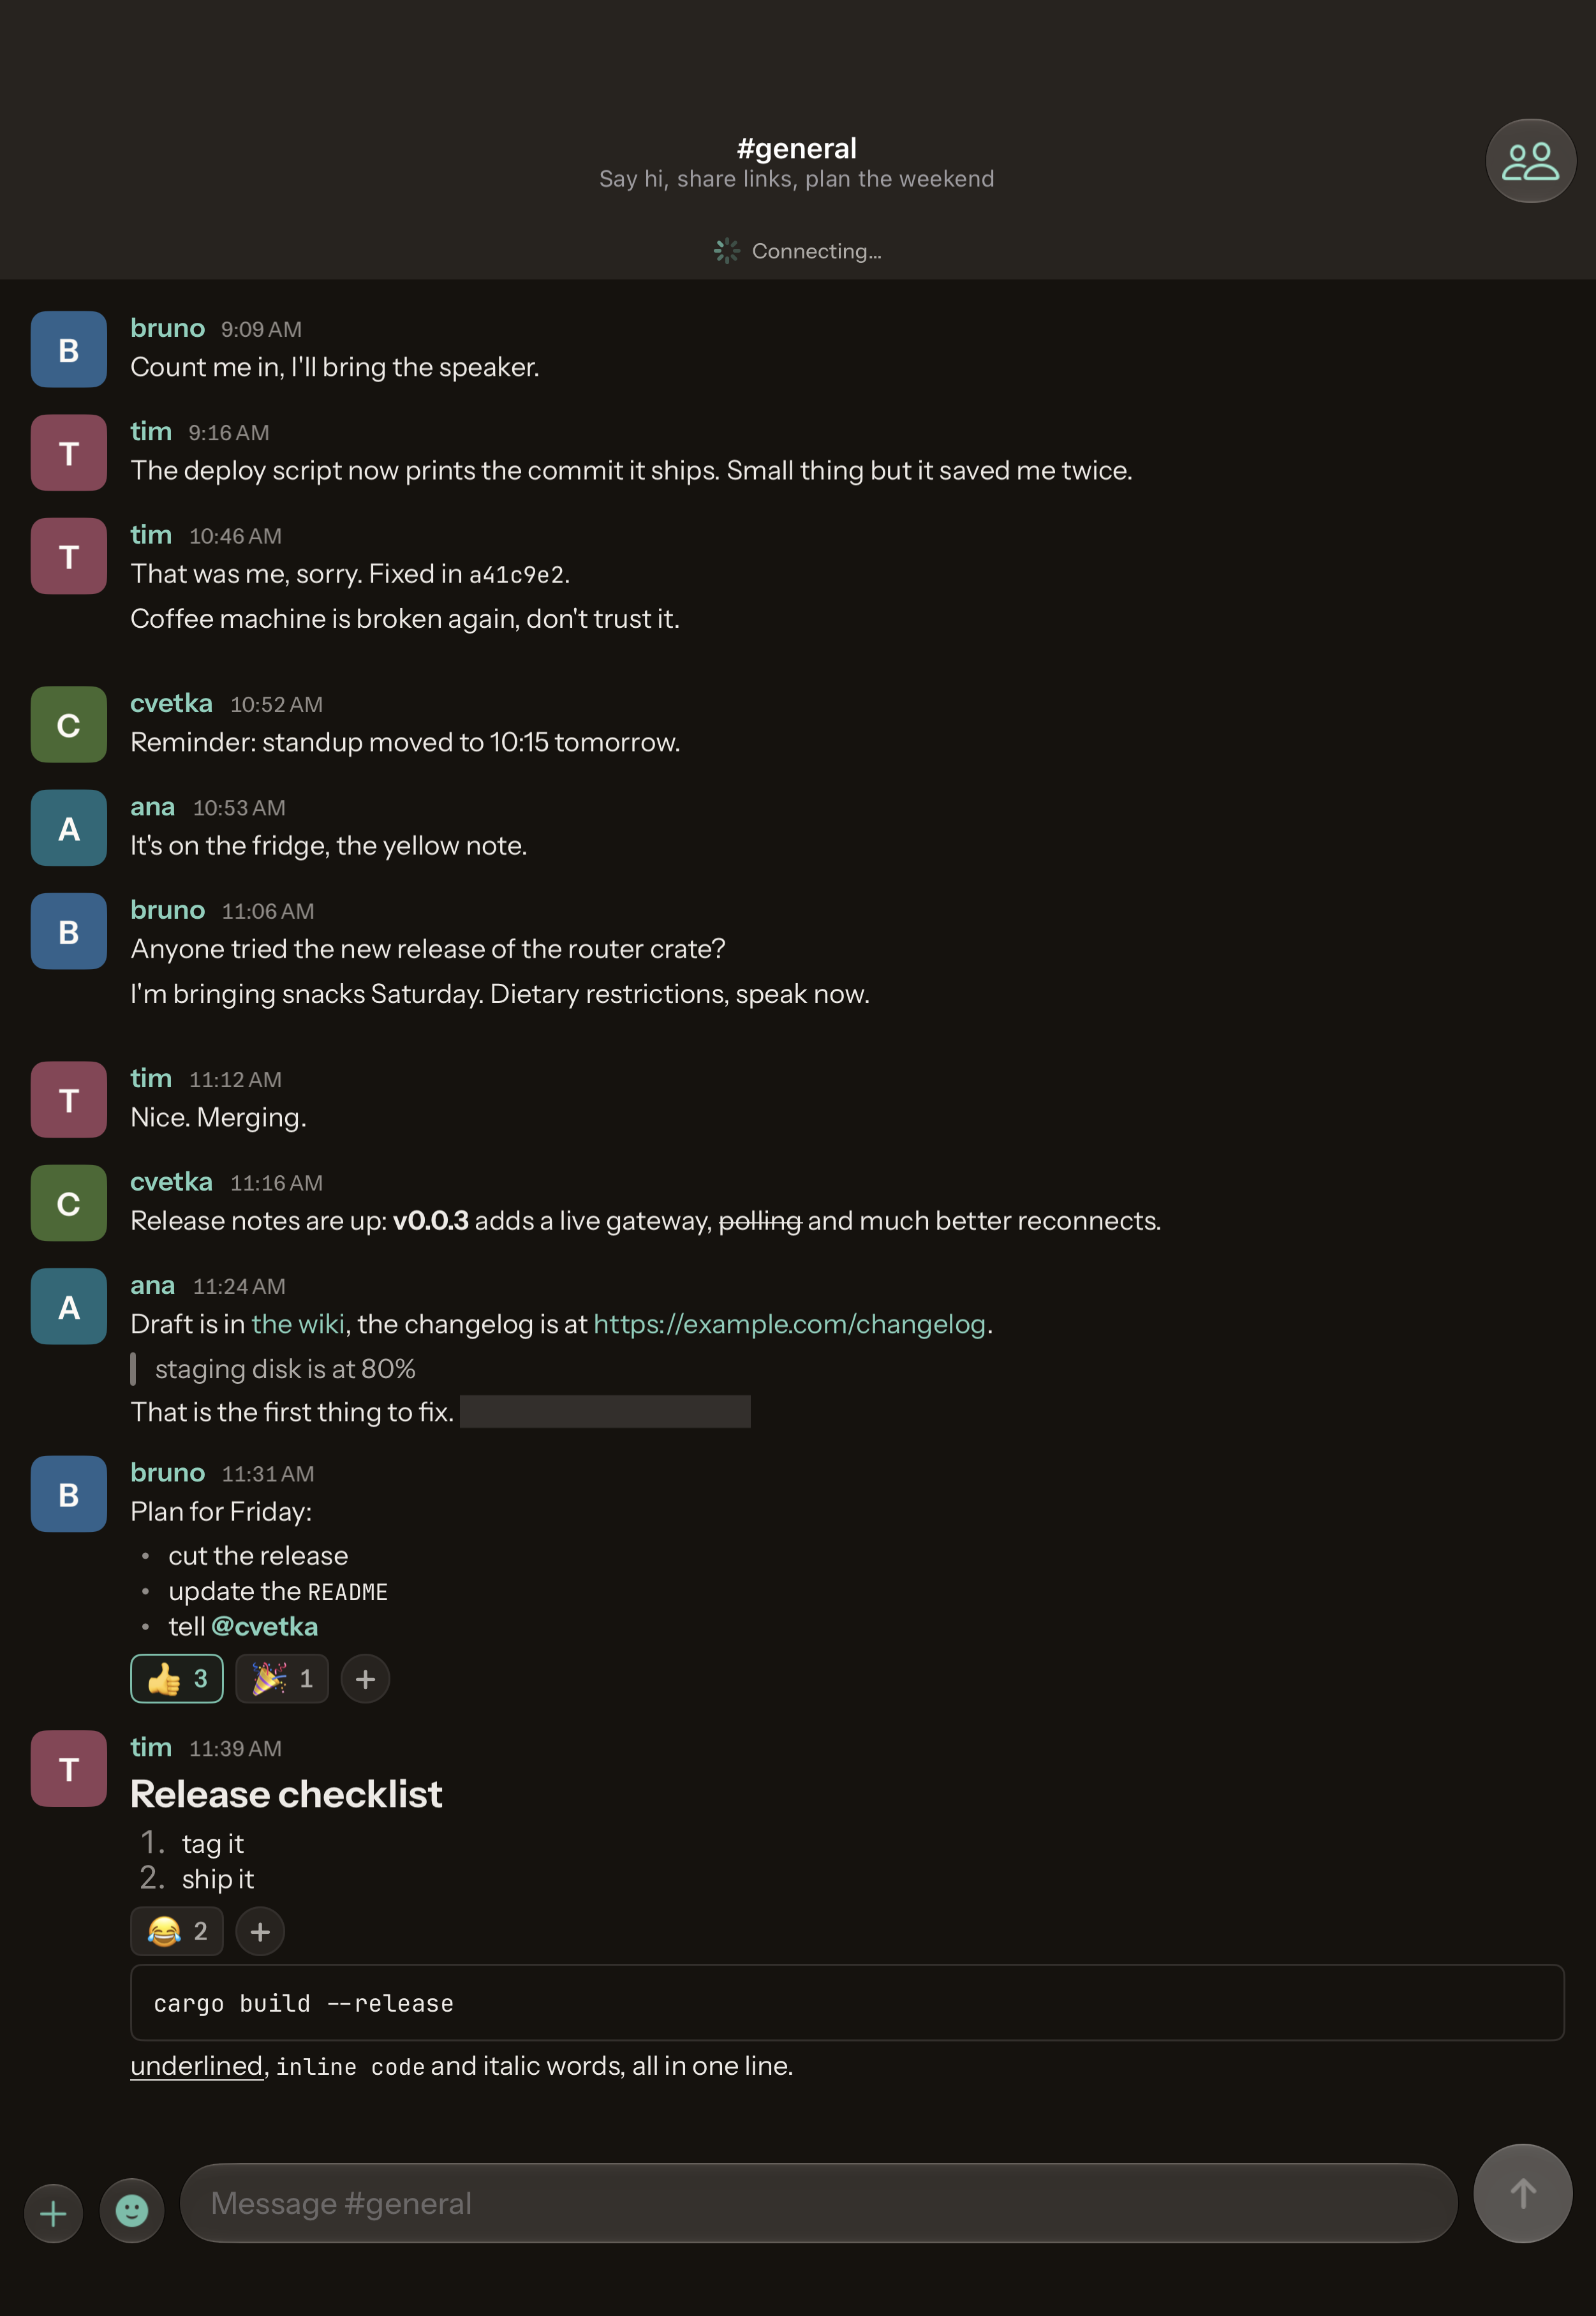 #general
Say hi, share links, plan the weekend
Connecting…
B
bruno 9:09 AM
Count me in, I'll bring the speaker.
T
tim 9:16 AM
The deploy script now prints the commit it ships. Small thing but it saved me twice.
T
tim 10:46 AM
That was me, sorry. Fixed in a41c9e2.
Coffee machine is broken again, don't trust it.
C
cvetka 10:52 AM
Reminder: standup moved to 10:15 tomorrow.
A
ana 10:53 AM
It's on the fridge, the yellow note.
B
bruno 11:06 AM
Anyone tried the new release of the router crate?
I'm bringing snacks Saturday. Dietary restrictions, speak now.
T
tim 11:12 AM
Nice. Merging.
C
cvetka 11:16 AM
Release notes are up: v0.0.3 adds a live gateway, polling and much better reconnects.
A
ana 11:24 AM
Draft is in the wiki, the changelog is at https://example.com/changelog.
staging disk is at 80%
That is the first thing to fix.
B
bruno 11:31 AM
Plan for Friday:
• cut the release
• update the README
• tell @cvetka
👍 3 🎉 1 +
T
tim 11:39 AM
Release checklist
1. tag it
2. ship it
😂 2 +
cargo build --release
underlined, inline code and italic words, all in one line.
Message #general